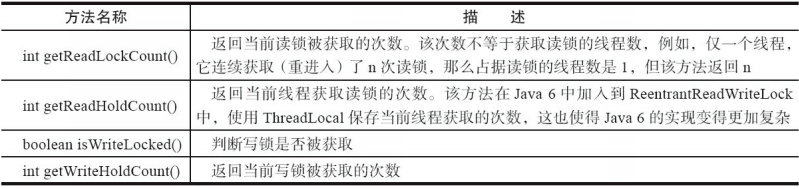 方法名称 描 述
int getReadLockCount() 返回当前读锁被获取的次数。该次数不等于获取读锁的线程数，例如，仅一个线程，
它连续获取（重进入）了 n 次读锁，那么占据读锁的线程数是 1，但该方法返回 n
int getReadHoldCount() 返回当前线程获取读锁的次数。该方法在 Java 6 中加入到 ReentrantReadWriteLock
中，使用 ThreadLocal 保存当前线程获取的次数，这也使得 Java 6 的实现变得更加复杂
boolean isWriteLocked() 判断写锁是否被获取
int getWriteHoldCount() 返回当前写锁被获取的次数